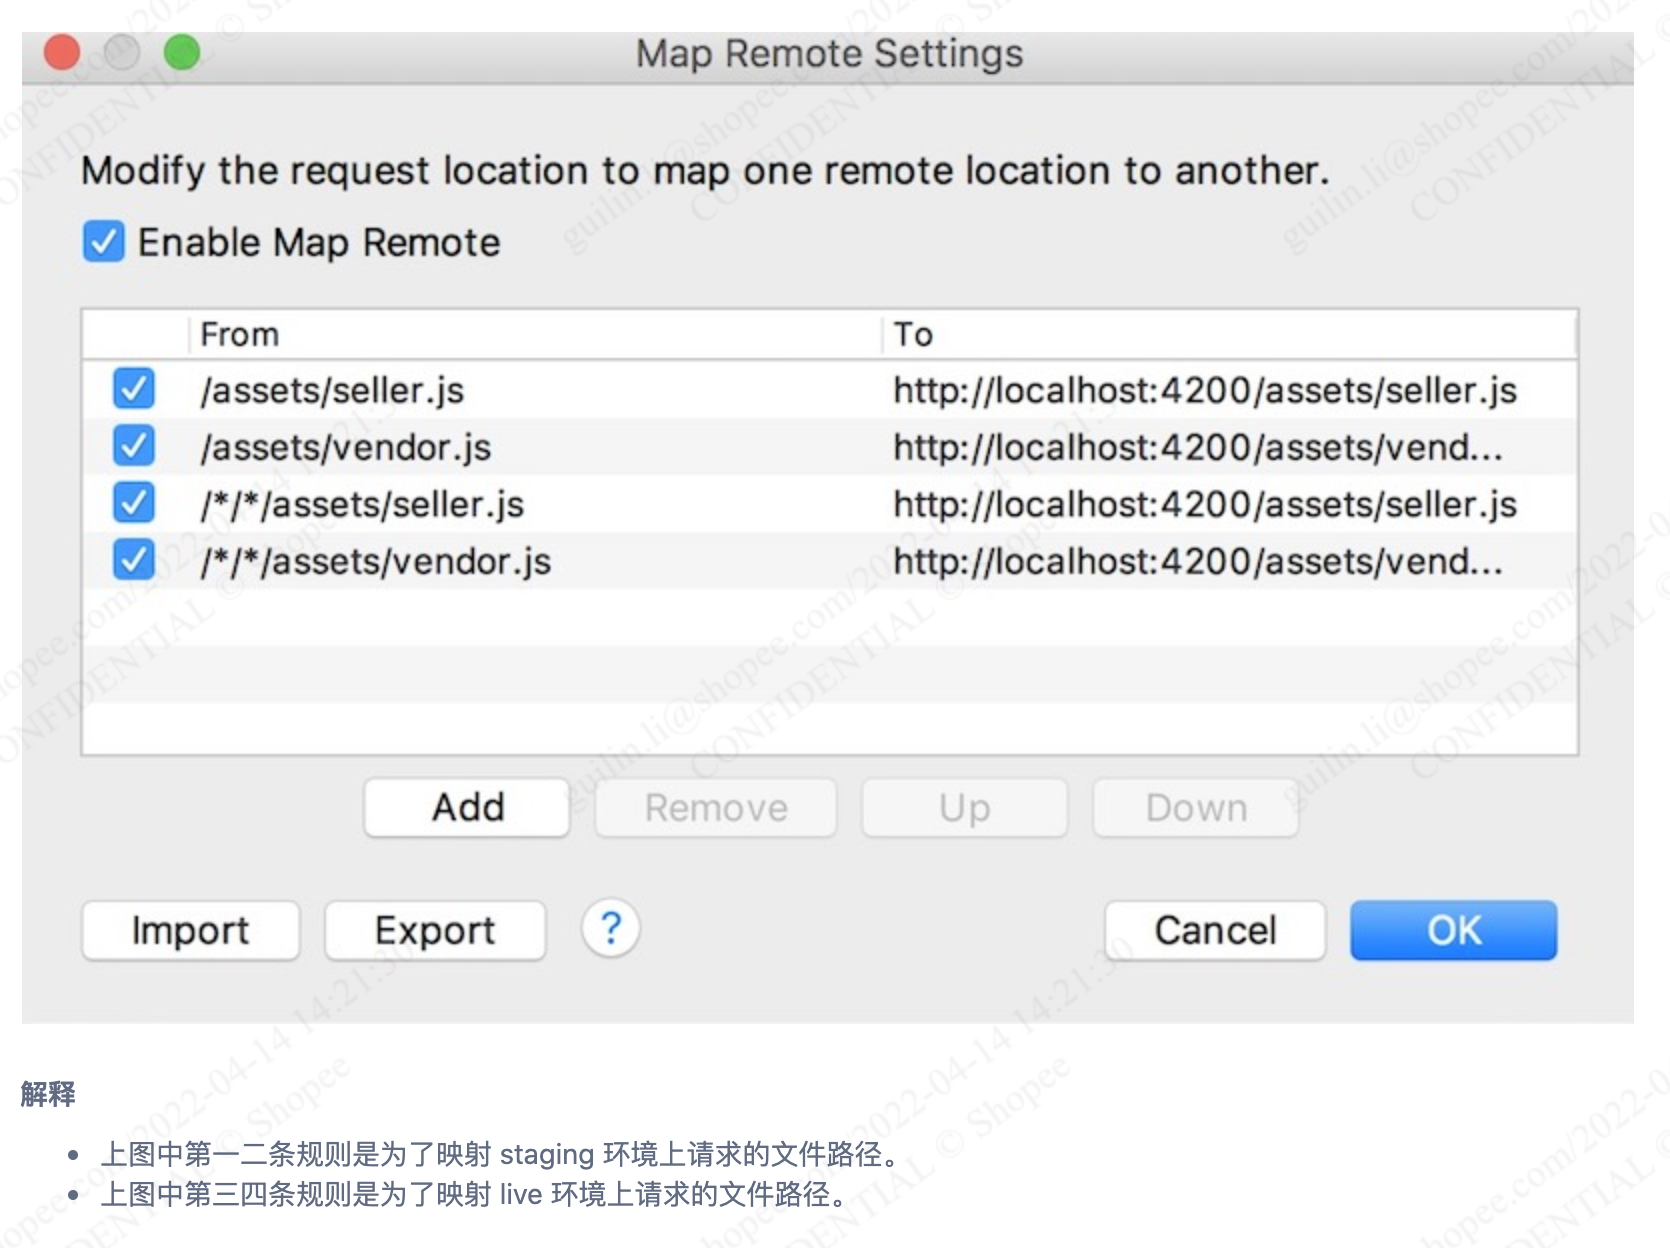 Map Remote Settings
Modify the request location to map one remote location to another.
Enable Map Remote
From To
/assets/seller.js http://localhost:4200/assets/seller.js
/assets/vendor.js http://localhost:4200/assets/vend...
/*/*/assets/seller.js http://localhost:4200/assets/seller.js
/*/*/assets/vendor.js http://localhost:4200/assets/vend...
Add Remove Up Down
Import Export ? Cancel OK
解释
上图中第一二条规则是为了映射 staging 环境上请求的文件路径。
上图中第三四条规则是为了映射 live 环境上请求的文件路径。
guilin.li@shopee.com/2022-04-14 14:21:30
CONFIDENTIAL © Shopee